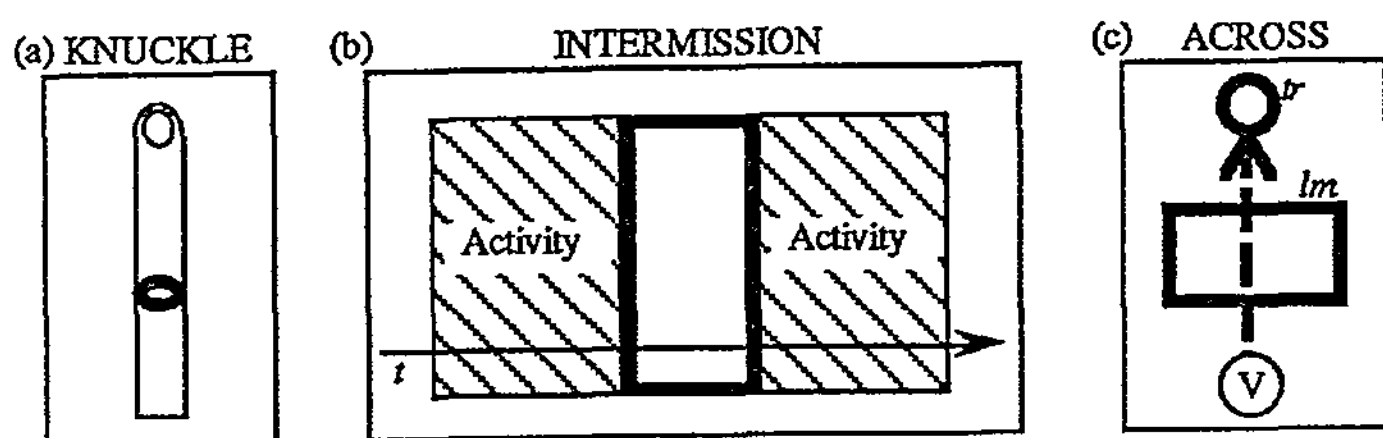 (a) KNUCKLE
(b) INTERMISSION
(c) ACROSS
Activity
Activity
t
tr
lm
V